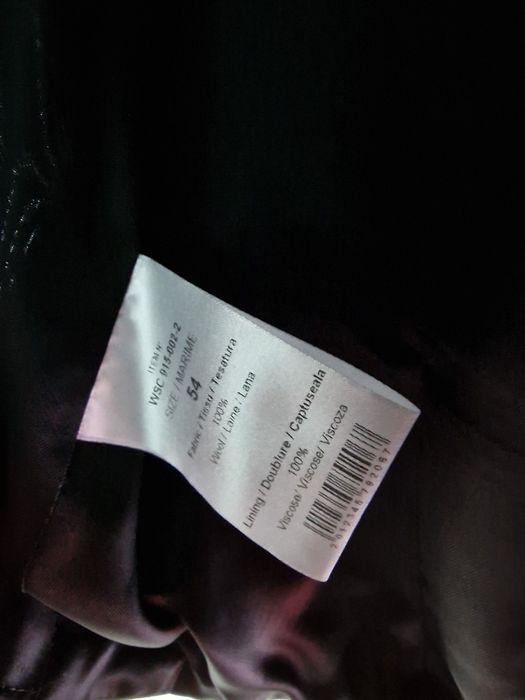 ITEM N°
WSC 915-002-2
SIZE / MARIME
54
Fabric / Tissu / Tesatura
100%
Wool / Laine / Lana
Lining / Doublure / Captuseala
100%
Viscose/ Viscose/ Viscoza